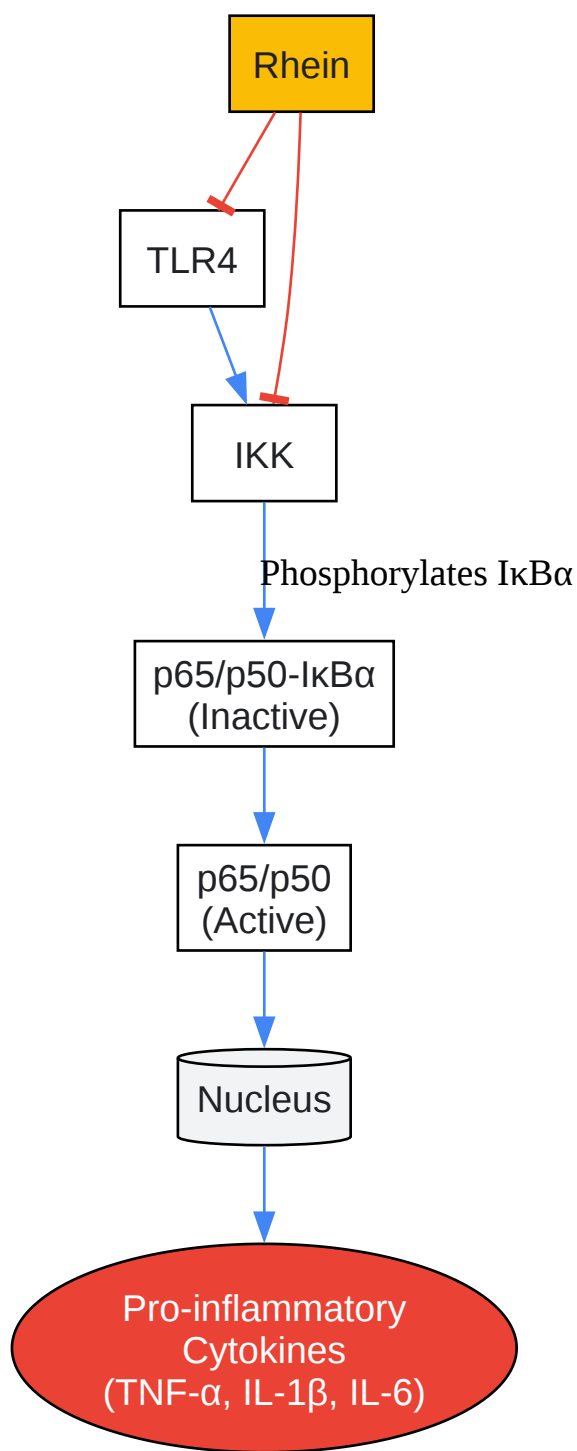 Rhein
TLR4
IKK
Phosphorylates IκBα
p65/p50-IκBα
(Inactive)
p65/p50
(Active)
Nucleus
Pro-inflammatory
Cytokines
(TNF-α, IL-1β, IL-6)